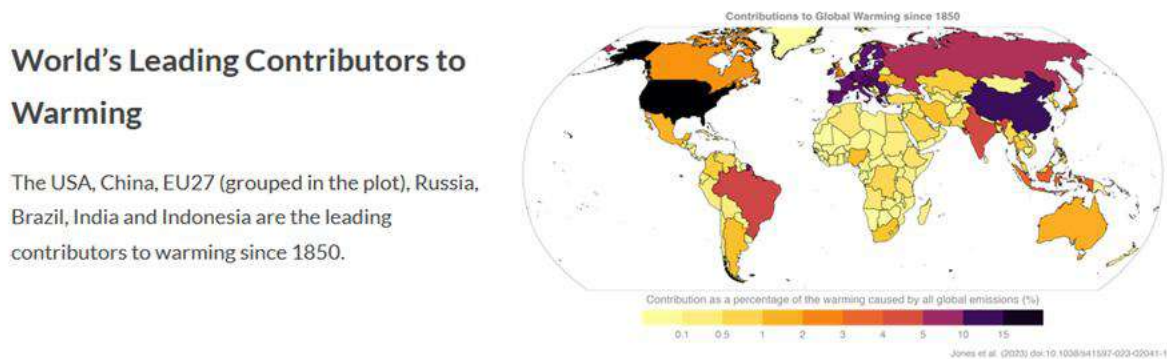 World's Leading Contributors to
Warming
The USA, China, EU27 (grouped in the plot), Russia,
Brazil, India and Indonesia are the leading
contributors to warming since 1850.
Contributions to Global Warming since 1850
Contribution as a percentage of the warming caused by all global emissions (%)
0.1 0.5 1 2 3 4 5 10 15
Jones et al. (2023) doi:10.1038/s41597-023-02041-1